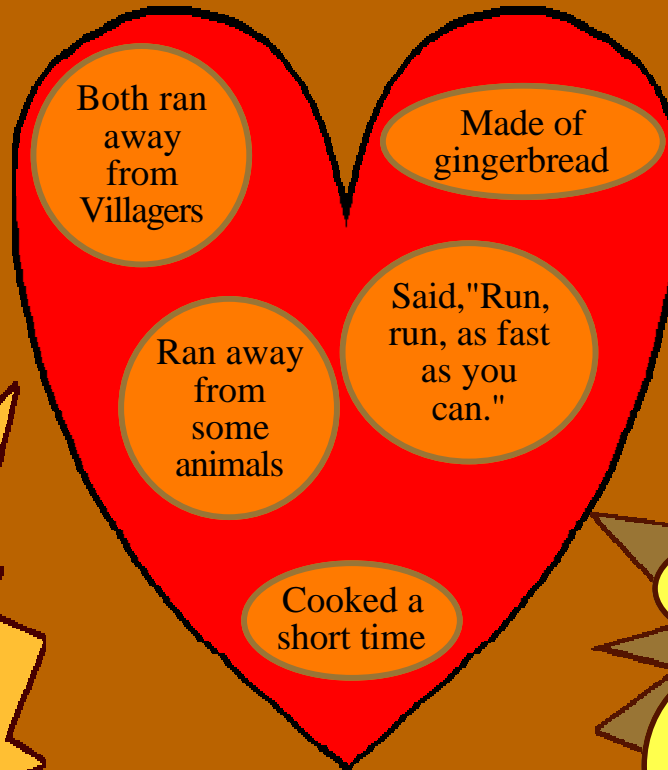 Both ran
away
from
Villagers
Made of
gingerbread
Said,"Run,
run, as fast
as you
can."
Ran away
from
some
animals
Cooked a
short time